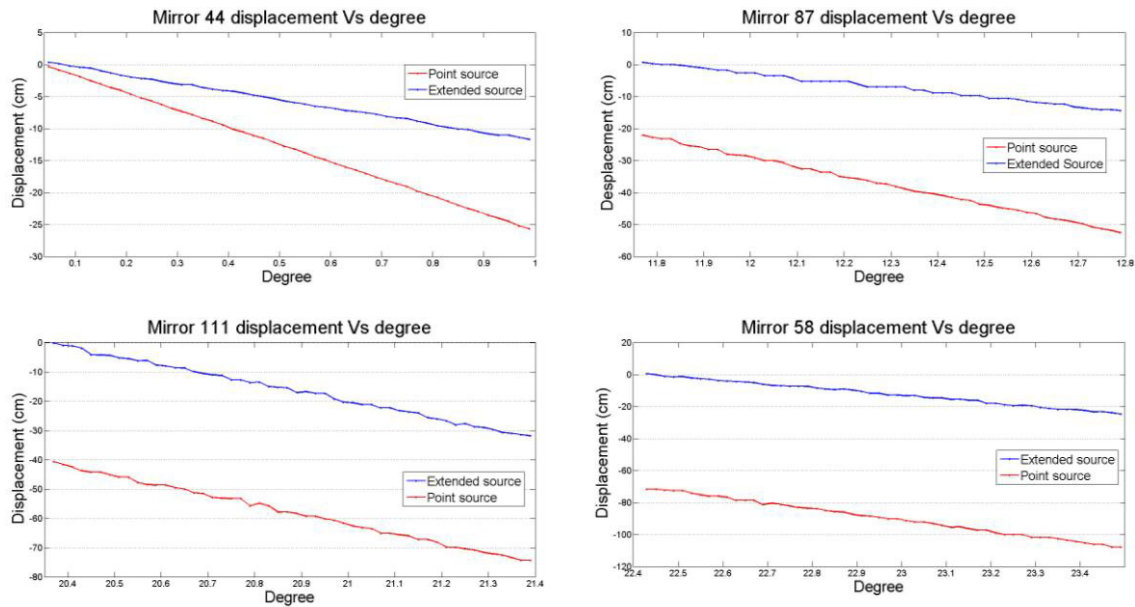 Mirror 44 displacement Vs degree
5
0
-5
-10
-15
-20
-25
-30
Displacement (cm)
Point source
Extended source
0.1 0.2 0.3 0.4 0.5 0.6 0.7 0.8 0.9 1
Degree
Mirror 87 displacement Vs degree
10
0
-10
-20
-30
-40
-50
-60
Desplacement (cm)
Point source
Extended Source
11.8 11.9 12 12.1 12.2 12.3 12.4 12.5 12.6 12.7 12.8
Degree
Mirror 111 displacement Vs degree
0
-10
-20
-30
-40
-50
-60
-70
-80
Displacement (cm)
Extended source
Point source
20.4 20.5 20.6 20.7 20.8 20.9 21 21.1 21.2 21.3 21.4
Degree
Mirror 58 displacement Vs degree
20
0
-20
-40
-60
-80
-100
-120
Displacement (cm)
Extended source
Point source
22.4 22.5 22.6 22.7 22.8 22.9 23 23.1 23.2 23.3 23.4
Degree